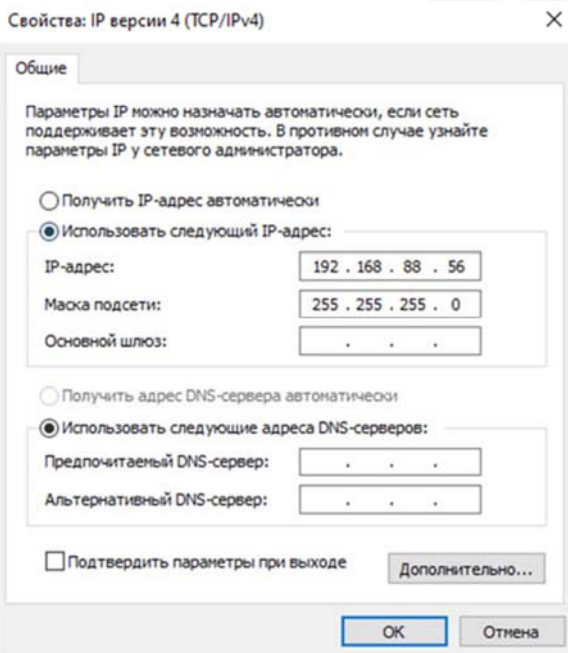 Свойства: IP версии 4 (TCP/IPv4)
Общие
Параметры IP можно назначать автоматически, если сеть
поддерживает эту возможность. В противном случае узнайте
параметры IP у сетевого администратора.
Получить IP-адрес автоматически
Использовать следующий IP-адрес:
IP-адрес: 192 . 168 . 88 . 56
Маска подсети: 255 . 255 . 255 . 0
Основной шлюз: . . .
Получить адрес DNS-сервера автоматически
Использовать следующие адреса DNS-серверов:
Предпочитаемый DNS-сервер: . . .
Альтернативный DNS-сервер: . . .
Подтвердить параметры при выходе
Дополнительно...
ОК Отмена